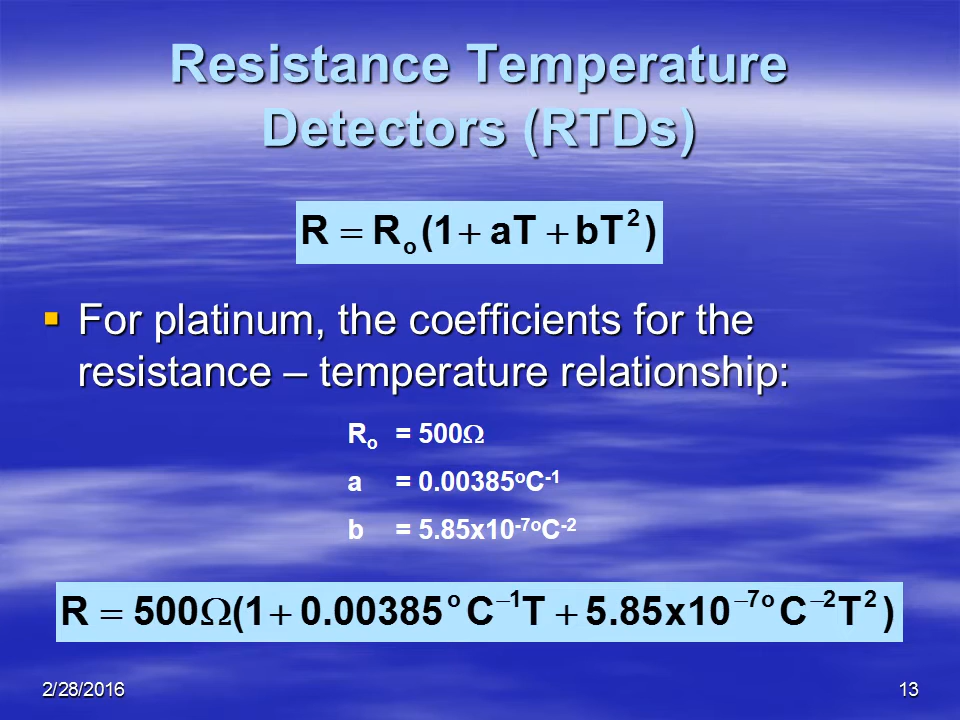 Resistance Temperature
Detectors (RTDs)
R = Rₒ(1 + aT + bT²)
▪ For platinum, the coefficients for the
resistance – temperature relationship:
Rₒ = 500Ω
a = 0.00385ºC⁻¹
b = 5.85x10⁻⁷ºC⁻²
R = 500Ω(1 + 0.00385 ºC⁻¹T + 5.85x10⁻⁷ºC⁻²T²)
2/28/2016 13